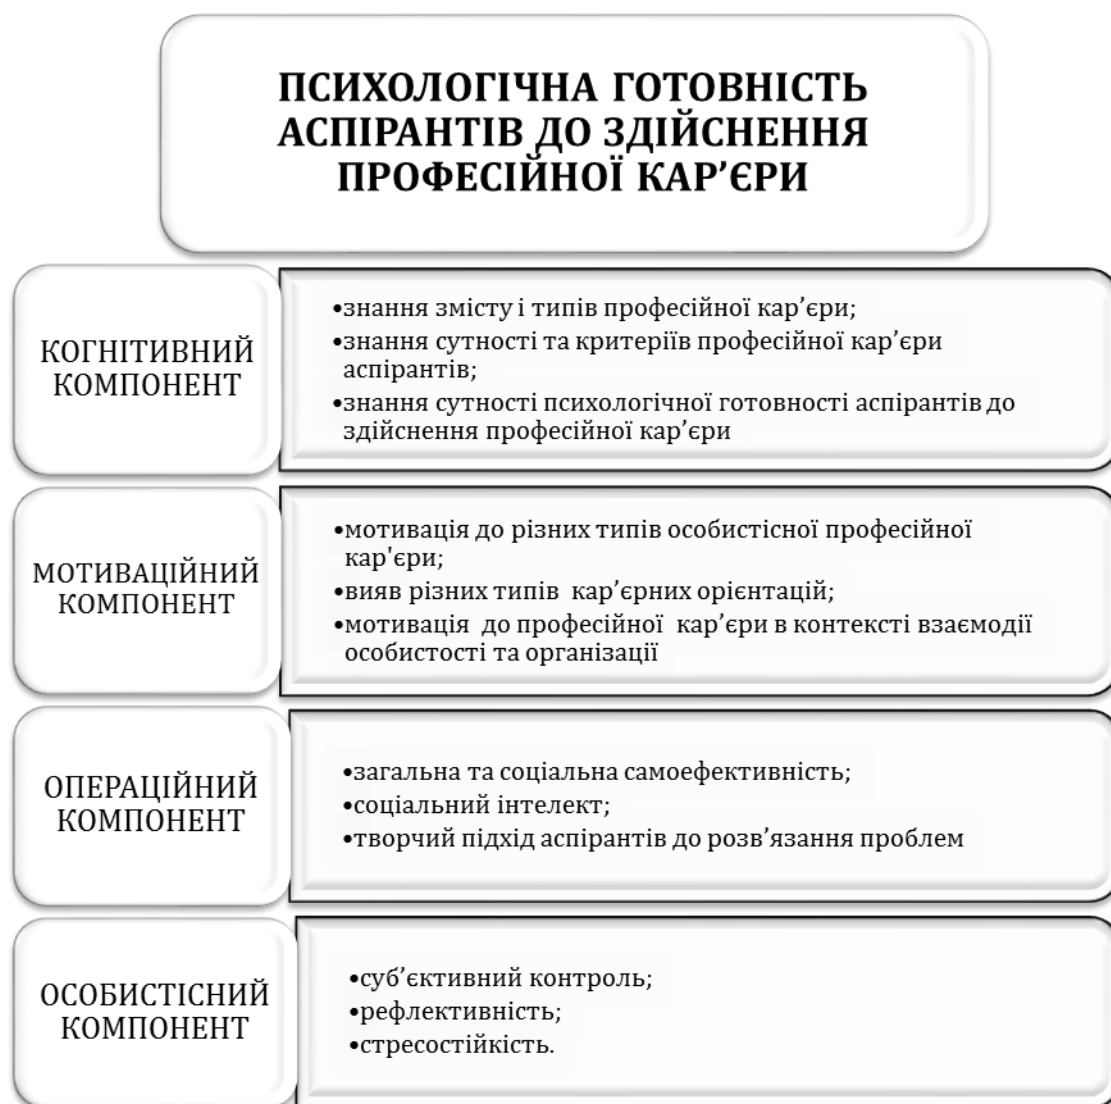 ПСИХОЛОГІЧНА ГОТОВНІСТЬ
АСПІРАНТІВ ДО ЗДІЙСНЕННЯ
ПРОФЕСІЙНОЇ КАР’ЄРИ
КОГНІТИВНИЙ
КОМПОНЕНТ
•знання змісту і типів професійної кар’єри;
•знання сутності та критеріїв професійної кар’єри
аспірантів;
•знання сутності психологічної готовності аспірантів до
здійснення професійної кар’єри
МОТИВАЦІЙНИЙ
КОМПОНЕНТ
•мотивація до різних типів особистісної професійної
кар'єри;
•вияв різних типів  кар’єрних орієнтацій;
•мотивація  до професійної  кар’єри в контексті взаємодії
особистості та організації
ОПЕРАЦІЙНИЙ
КОМПОНЕНТ
•загальна та соціальна самоефективність;
•соціальний інтелект;
•творчий підхід аспірантів до розв’язання проблем
ОСОБИСТІСНИЙ
КОМПОНЕНТ
•суб’єктивний контроль;
•рефлективність;
•стресостійкість.